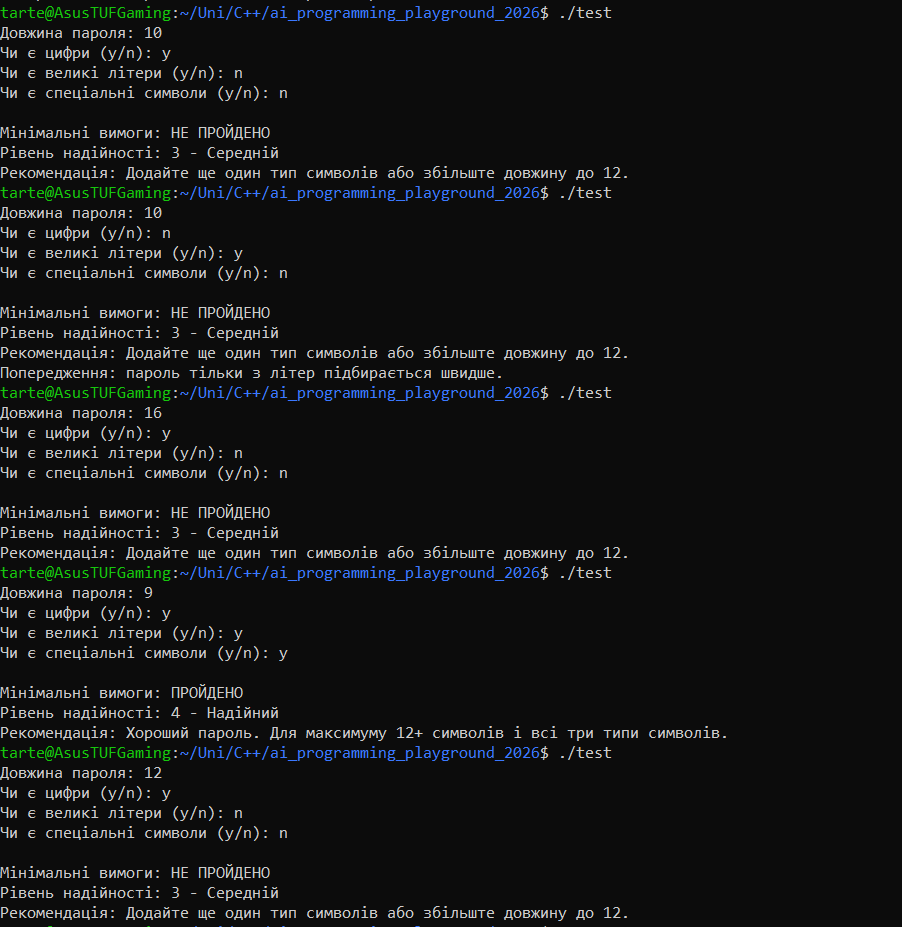 tarte@AsusTUFGaming:~/Uni/C++/ai_programming_playground_2026$ ./test
Довжина пароля: 10
Чи є цифри (y/n): y
Чи є великі літери (y/n): n
Чи є спеціальні символи (y/n): n
Мінімальні вимоги: НЕ ПРОЙДЕНО
Рівень надійності: 3 - Середній
Рекомендація: Додайте ще один тип символів або збільште довжину до 12.
tarte@AsusTUFGaming:~/Uni/C++/ai_programming_playground_2026$ ./test
Довжина пароля: 10
Чи є цифри (y/n): n
Чи є великі літери (y/n): y
Чи є спеціальні символи (y/n): n
Мінімальні вимоги: НЕ ПРОЙДЕНО
Рівень надійності: 3 - Середній
Рекомендація: Додайте ще один тип символів або збільште довжину до 12.
Попередження: пароль тільки з літер підбирається швидше.
tarte@AsusTUFGaming:~/Uni/C++/ai_programming_playground_2026$ ./test
Довжина пароля: 16
Чи є цифри (y/n): y
Чи є великі літери (y/n): n
Чи є спеціальні символи (y/n): n
Мінімальні вимоги: НЕ ПРОЙДЕНО
Рівень надійності: 3 - Середній
Рекомендація: Додайте ще один тип символів або збільште довжину до 12.
tarte@AsusTUFGaming:~/Uni/C++/ai_programming_playground_2026$ ./test
Довжина пароля: 9
Чи є цифри (y/n): y
Чи є великі літери (y/n): y
Чи є спеціальні символи (y/n): y
Мінімальні вимоги: ПРОЙДЕНО
Рівень надійності: 4 - Надійний
Рекомендація: Хороший пароль. Для максимуму 12+ символів і всі три типи символів.
tarte@AsusTUFGaming:~/Uni/C++/ai_programming_playground_2026$ ./test
Довжина пароля: 12
Чи є цифри (y/n): y
Чи є великі літери (y/n): n
Чи є спеціальні символи (y/n): n
Мінімальні вимоги: НЕ ПРОЙДЕНО
Рівень надійності: 3 - Середній
Рекомендація: Додайте ще один тип символів або збільште довжину до 12.